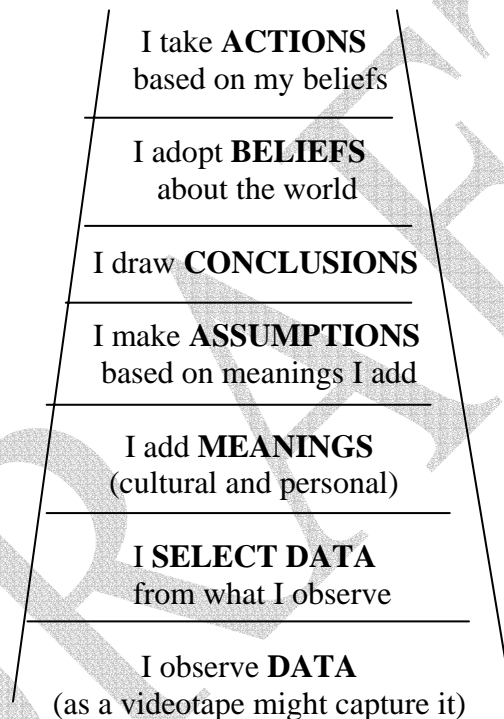 I take ACTIONS
based on my beliefs
I adopt BELIEFS
about the world
I draw CONCLUSIONS
I make ASSUMPTIONS
based on meanings I add
I add MEANINGS
(cultural and personal)
I SELECT DATA
from what I observe
I observe DATA
(as a videotape might capture it)